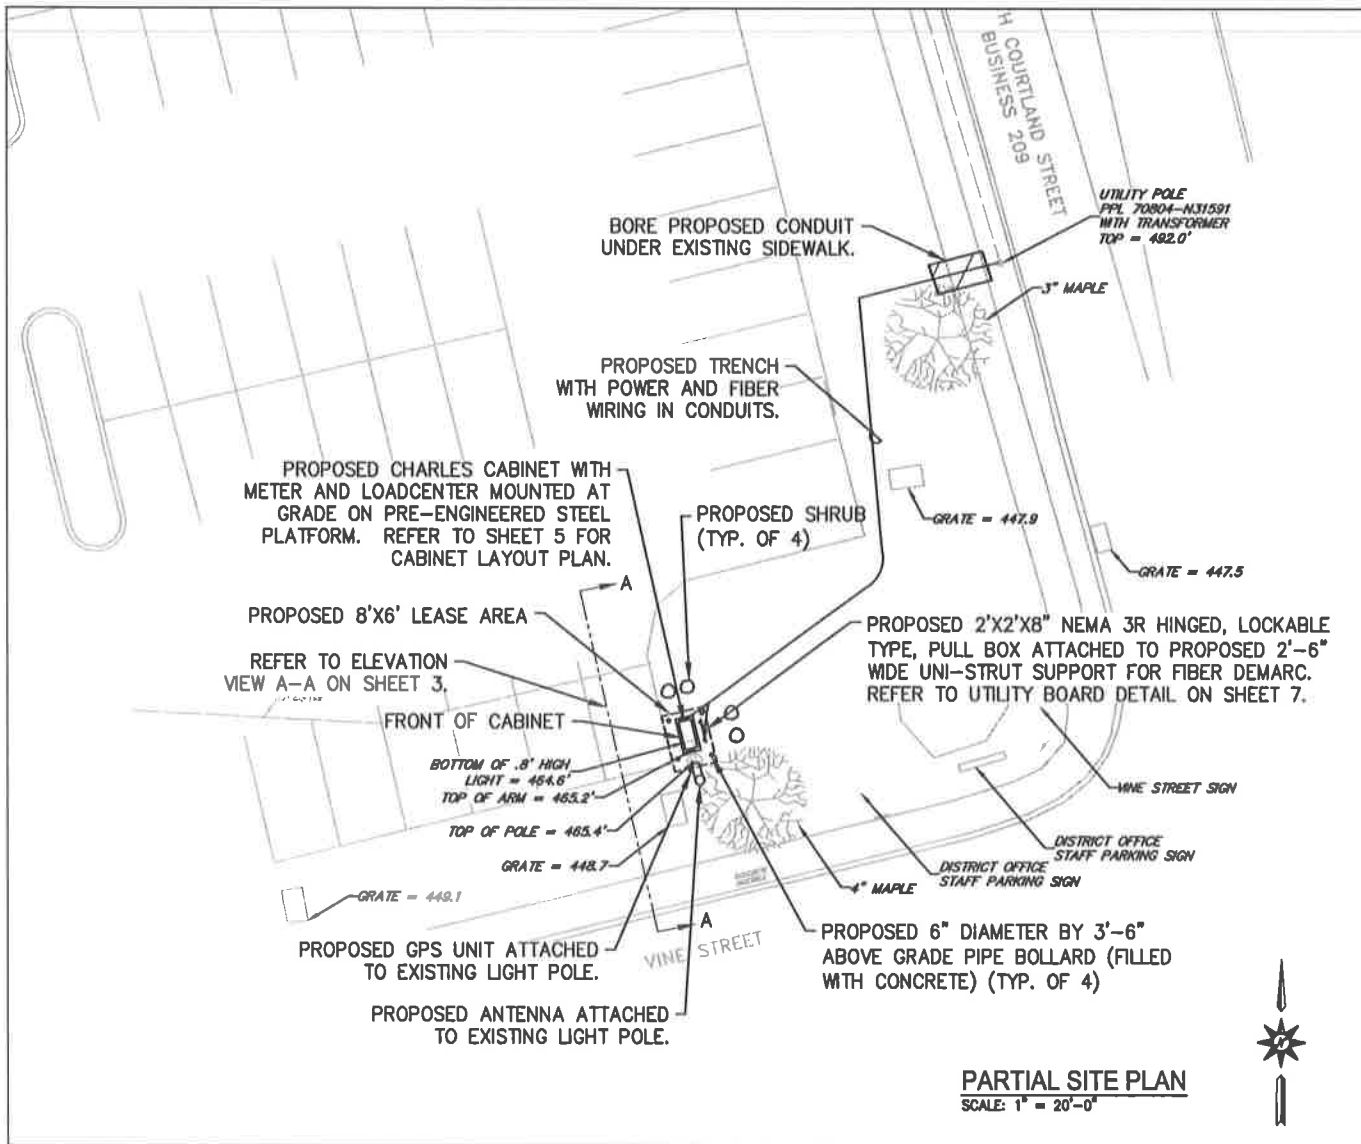 H COURTLAND STREET
BUSINESS 209
UTILITY POLE
PPL 70804-N31591
WITH TRANSFORMER
TOP = 492.0'
BORE PROPOSED CONDUIT
UNDER EXISTING SIDEWALK.
3" MAPLE
PROPOSED TRENCH
WITH POWER AND FIBER
WIRING IN CONDUITS.
PROPOSED CHARLES CABINET WITH
METER AND LOADCENTER MOUNTED AT
GRADE ON PRE-ENGINEERED STEEL
PLATFORM. REFER TO SHEET 5 FOR
CABINET LAYOUT PLAN.
PROPOSED SHRUB
(TYP. OF 4)
GRATE = 447.9
GRATE = 447.5
A
PROPOSED 8'X6' LEASE AREA
PROPOSED 2'X2'X8" NEMA 3R HINGED, LOCKABLE
TYPE, PULL BOX ATTACHED TO PROPOSED 2'-6"
WIDE UNI-STRUT SUPPORT FOR FIBER DEMARC.
REFER TO UTILITY BOARD DETAIL ON SHEET 7.
REFER TO ELEVATION
VIEW A-A ON SHEET 3.
FRONT OF CABINET
BOTTOM OF .8' HIGH
LIGHT = 464.6'
TOP OF ARM = 465.2'
TOP OF POLE = 465.4'
GRATE = 448.7
VINE STREET SIGN
DISTRICT OFFICE
STAFF PARKING SIGN
DISTRICT OFFICE
STAFF PARKING SIGN
4" MAPLE
GRATE = 449.1
A
VINE STREET
PROPOSED GPS UNIT ATTACHED
TO EXISTING LIGHT POLE.
PROPOSED 6" DIAMETER BY 3'-6"
ABOVE GRADE PIPE BOLLARD (FILLED
WITH CONCRETE) (TYP. OF 4)
PROPOSED ANTENNA ATTACHED
TO EXISTING LIGHT POLE.
N
PARTIAL SITE PLAN
SCALE: 1" = 20'-0"